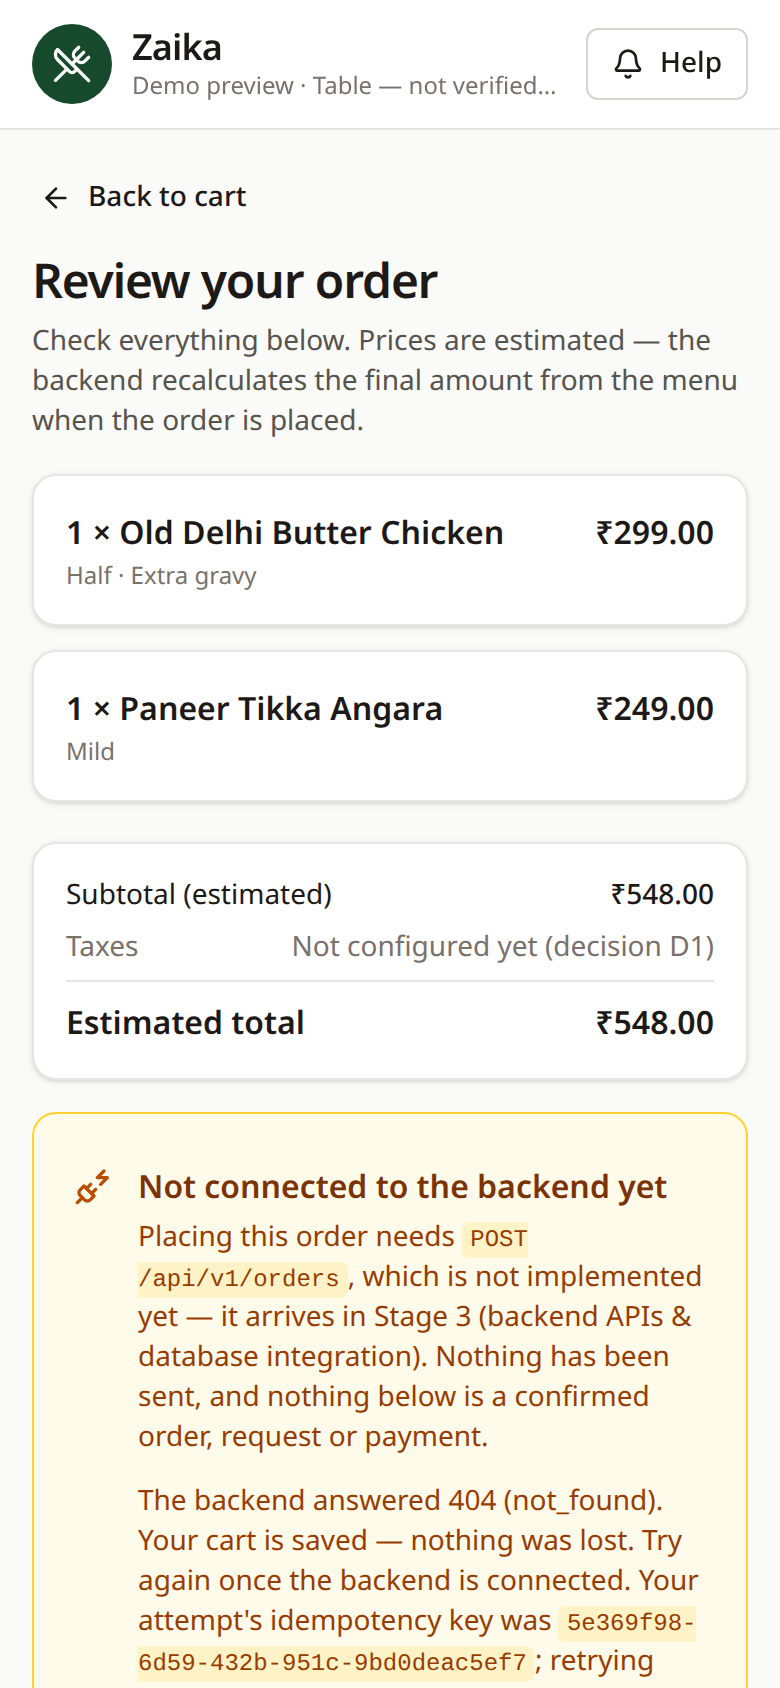 Zaika
Demo preview · Table — not verified...
Help
Back to cart
Review your order
Check everything below. Prices are estimated — the
backend recalculates the final amount from the menu
when the order is placed.
1 × Old Delhi Butter Chicken ₹299.00
Half · Extra gravy
1 × Paneer Tikka Angara ₹249.00
Mild
Subtotal (estimated) ₹548.00
Taxes Not configured yet (decision D1)
Estimated total ₹548.00
Not connected to the backend yet
Placing this order needs POST
/api/v1/orders, which is not implemented
yet — it arrives in Stage 3 (backend APIs &
database integration). Nothing has been
sent, and nothing below is a confirmed
order, request or payment.
The backend answered 404 (not_found).
Your cart is saved — nothing was lost. Try
again once the backend is connected. Your
attempt's idempotency key was 5e369f98-
6d59-432b-951c-9bd0deac5ef7; retrying